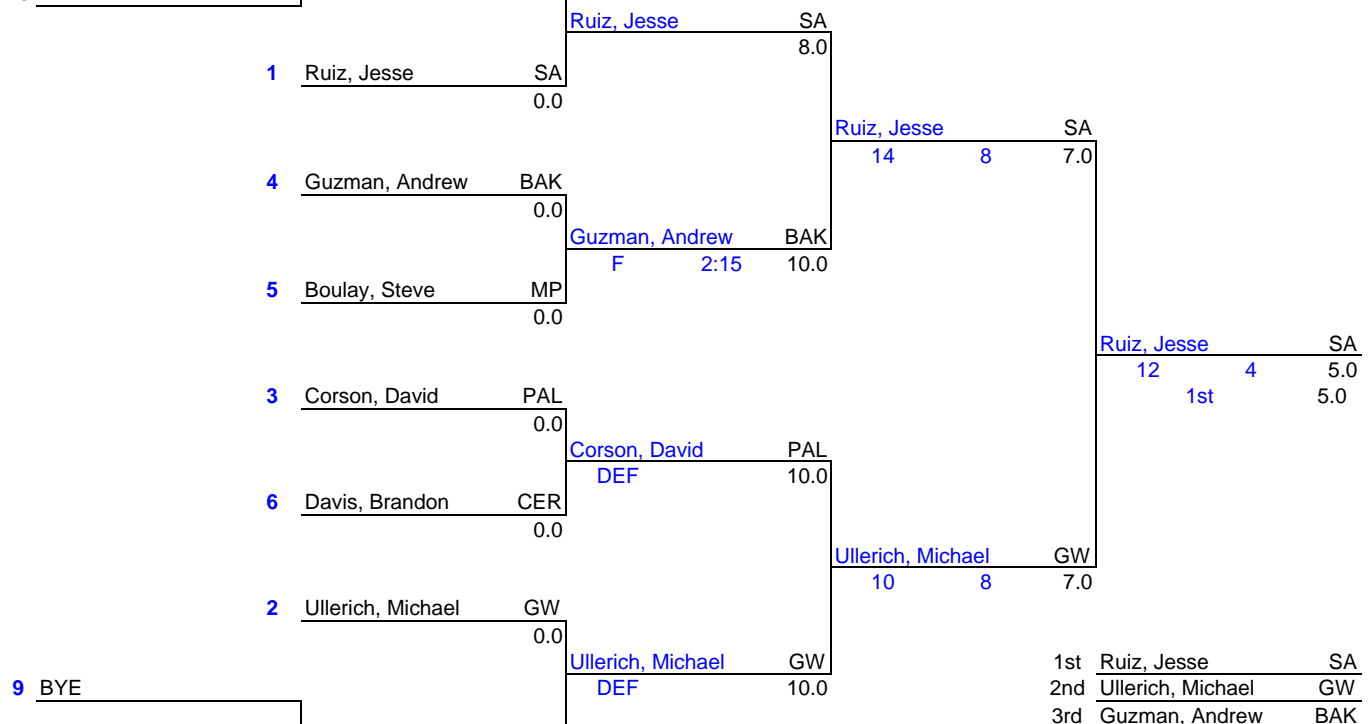 Ruiz, Jesse SA
8.0
1 Ruiz, Jesse SA
0.0
Ruiz, Jesse SA
14 8 7.0
4 Guzman, Andrew BAK
0.0
Guzman, Andrew BAK
F 2:15 10.0
5 Boulay, Steve MP
0.0
Ruiz, Jesse SA
12 4 5.0
1st 5.0
3 Corson, David PAL
0.0
Corson, David PAL
DEF 10.0
6 Davis, Brandon CER
0.0
Ullerich, Michael GW
10 8 7.0
2 Ullerich, Michael GW
0.0
Ullerich, Michael GW
DEF 10.0
9 BYE
1st Ruiz, Jesse SA
2nd Ullerich, Michael GW
3rd Guzman, Andrew BAK